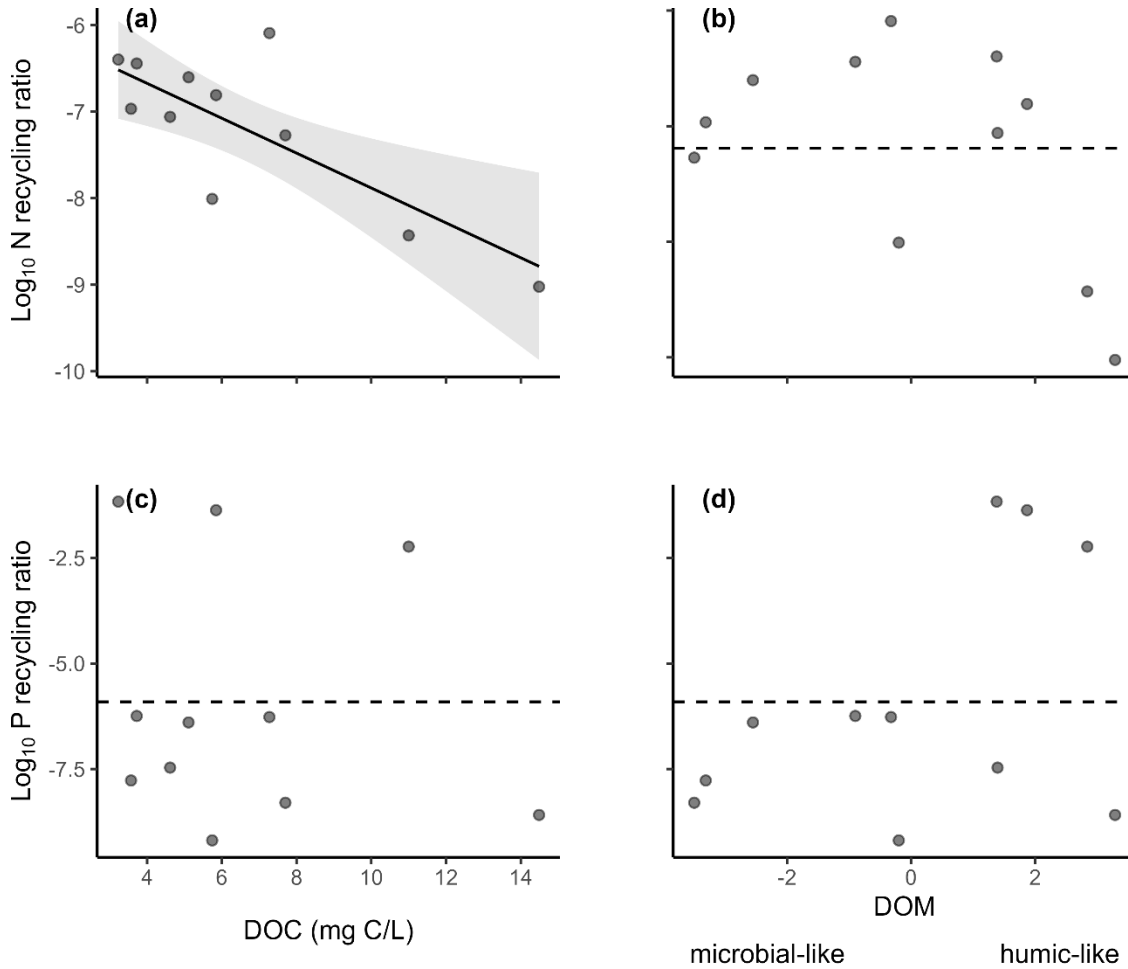 (a)
(b)
Log₁₀ N recycling ratio
-6
-7
-8
-9
-10
(c)
(d)
Log₁₀ P recycling ratio
-2.5
-5.0
-7.5
4 6 8 10 12 14
-2 0 2
DOC (mg C/L)
DOM
microbial-like humic-like